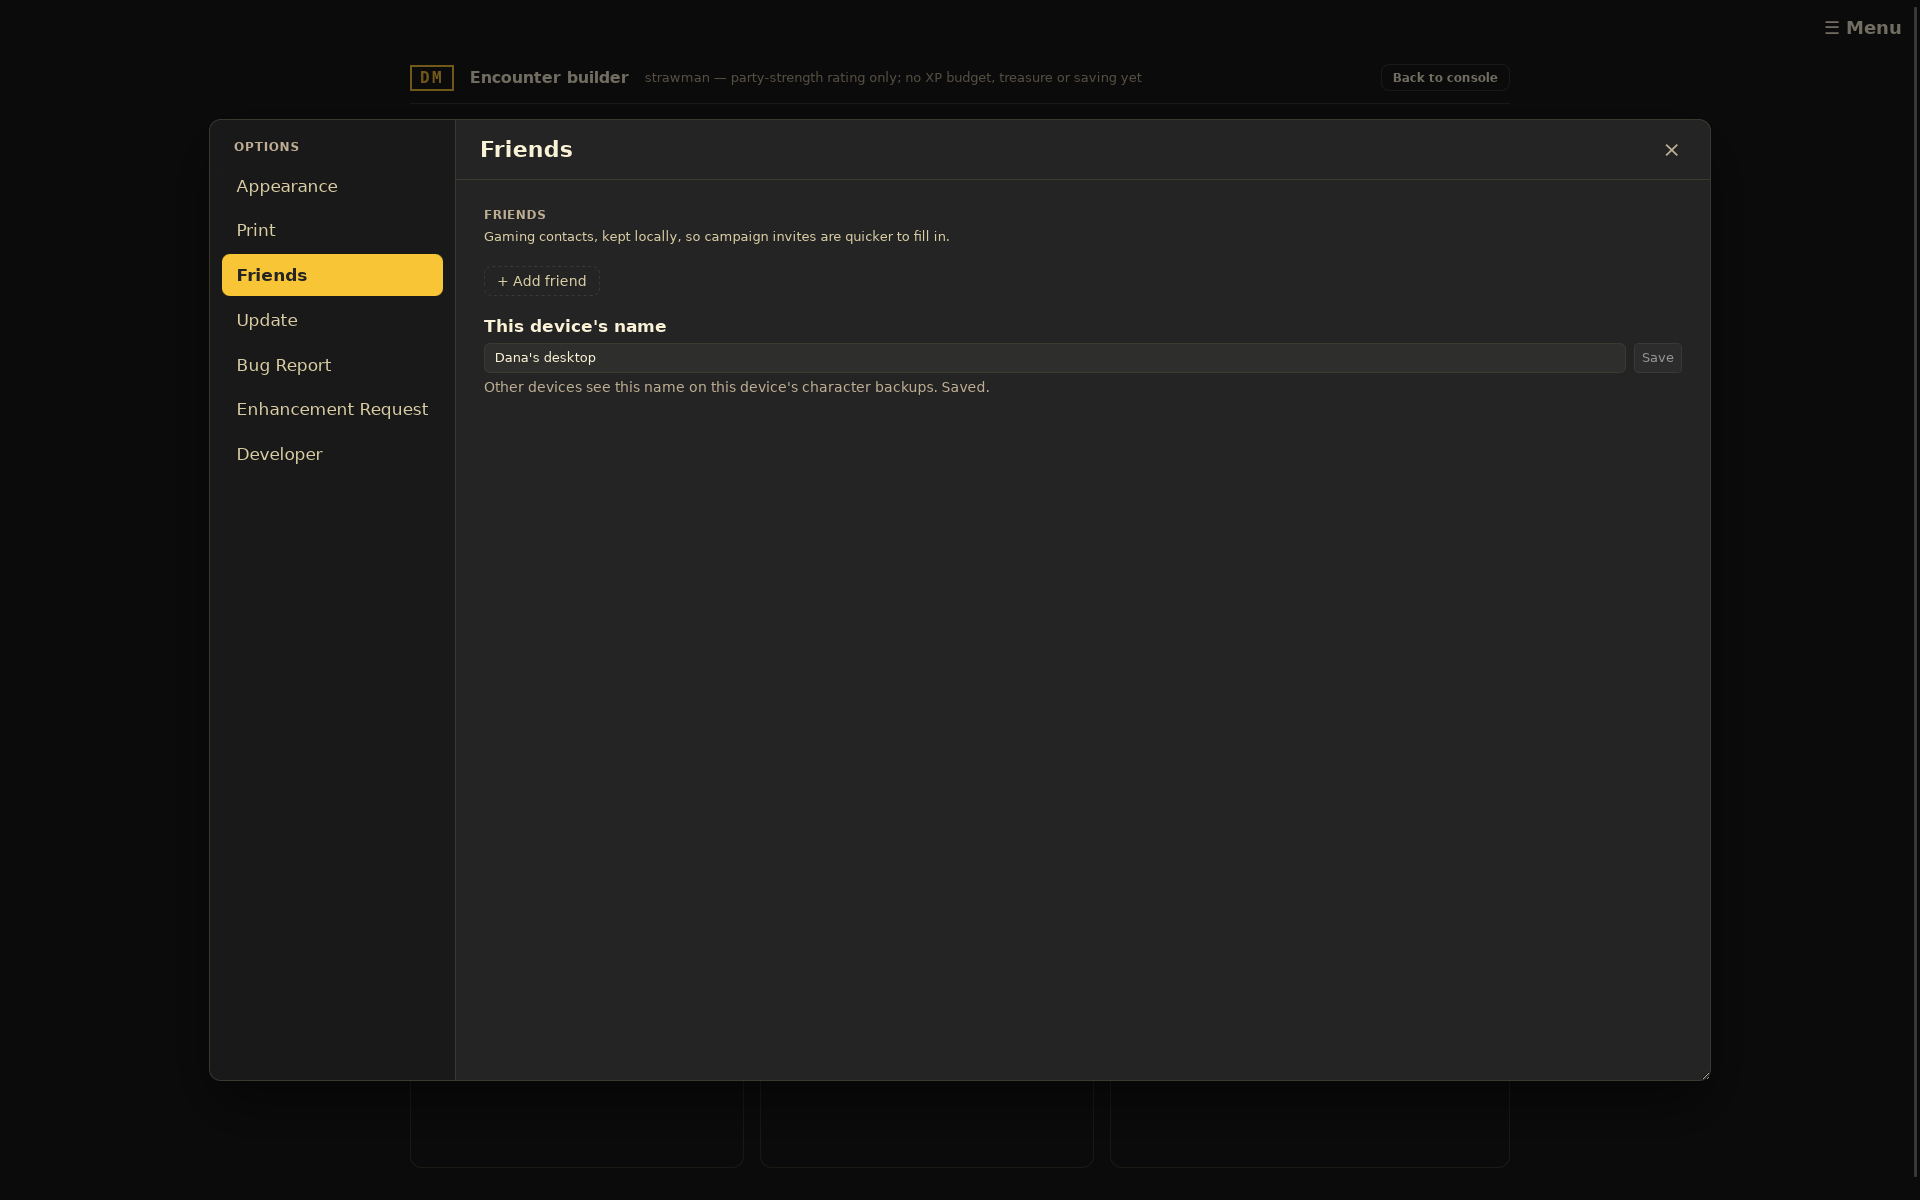 ☰ Menu
DM Encounter builder strawman — party-strength rating only; no XP budget, treasure or saving yet Back to console
OPTIONS
Appearance
Print
Friends
Update
Bug Report
Enhancement Request
Developer
Friends ×
FRIENDS
Gaming contacts, kept locally, so campaign invites are quicker to fill in.
+ Add friend
This device's name
Dana's desktop Save
Other devices see this name on this device's character backups. Saved.